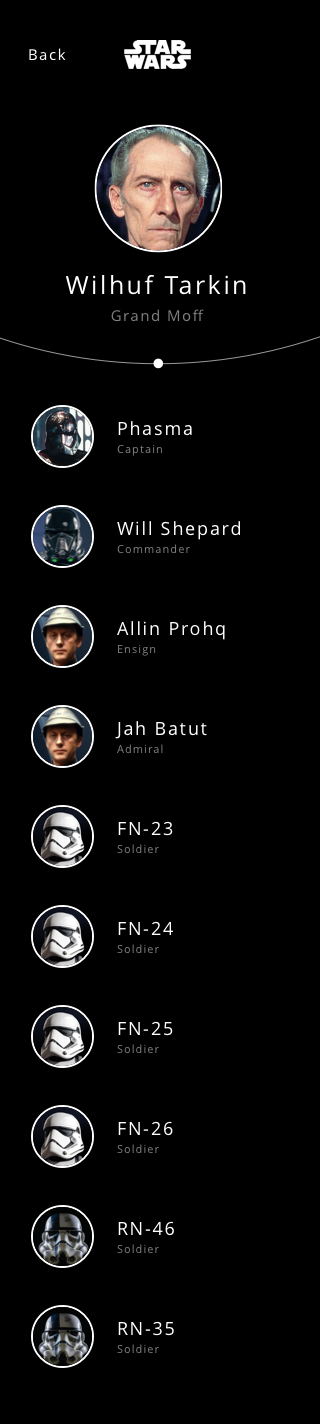 Back
STAR
WARS
Wilhuf Tarkin
Grand Moff
Phasma
Captain
Will Shepard
Commander
Allin Prohq
Ensign
Jah Batut
Admiral
FN-23
Soldier
FN-24
Soldier
FN-25
Soldier
FN-26
Soldier
RN-46
Soldier
RN-35
Soldier